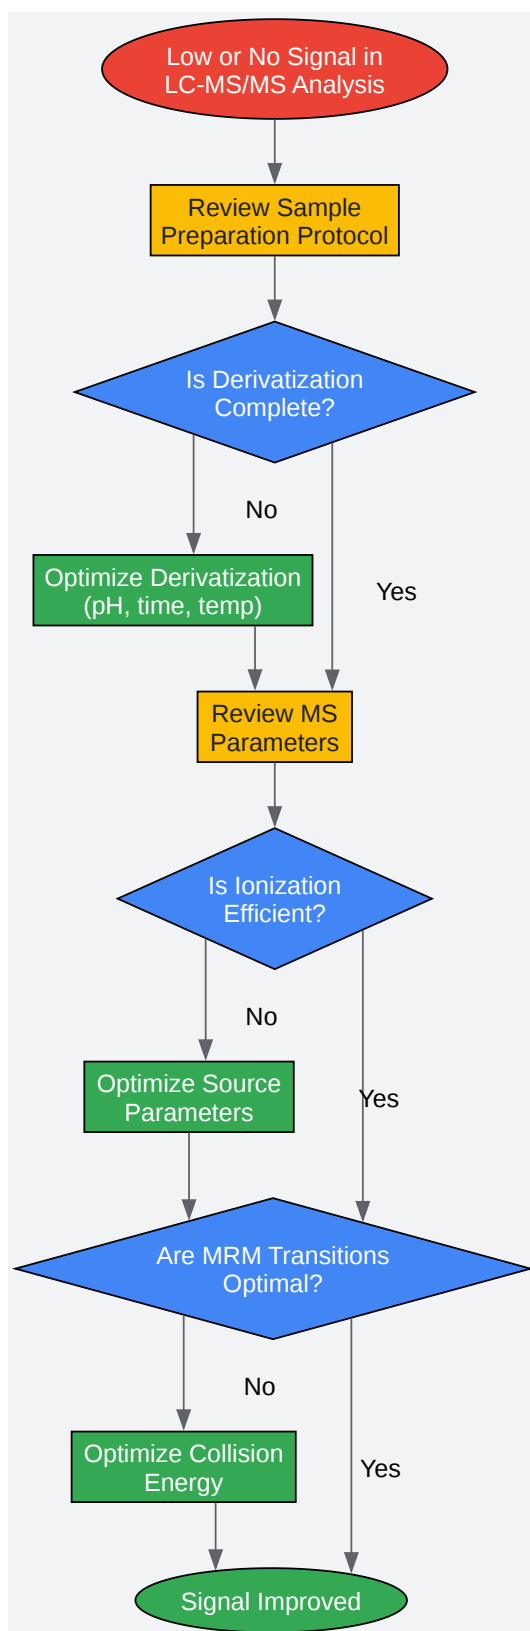 Low or No Signal in
LC-MS/MS Analysis
Review Sample
Preparation Protocol
Is Derivatization
Complete?
No
Optimize Derivatization
(pH, time, temp)
Yes
Review MS
Parameters
Is Ionization
Efficient?
No
Optimize Source
Parameters
Yes
Are MRM Transitions
Optimal?
No
Optimize Collision
Energy
Yes
Signal Improved